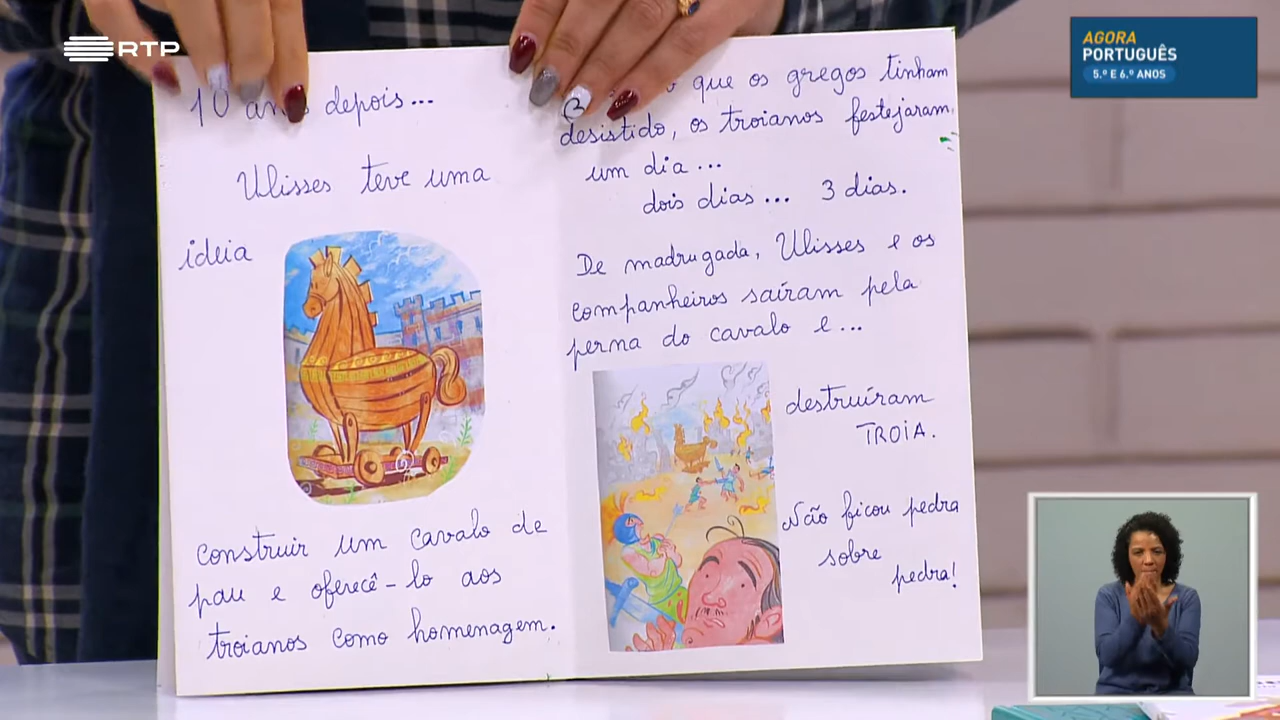 RTP
AGORA
PORTUGUÊS
5.º E 6.º ANOS
10 anos depois...
Ulisses teve uma
ideia
construir um cavalo de
pau e oferecê-lo aos
troianos como homenagem.
que os gregos tinham
desistido, os troianos festejaram
um dia...
dois dias... 3 dias.
De madrugada, Ulisses e os
companheiros saíram pela
perna do cavalo e...
destruíram
TROIA.
Não ficou pedra
sobre
pedra!